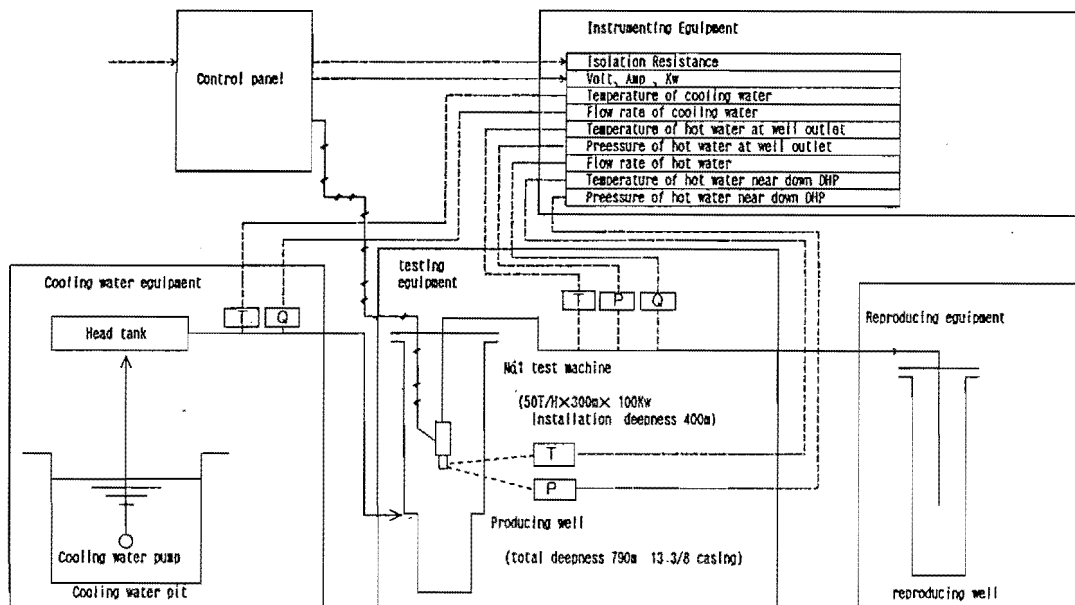 Instrumenting Equipment
Control panel
Isolation Resistance
Volt、Amp 、Kw
Temperature of cooling water
Flow rate of cooling water
Temperature of hot water at well outlet
Preessure of hot water at well outlet
Flow rate of hot water
Temperature of hot water near down DHP
Preessure of hot water near down DHP
Cooling water equipment
testing
equipment
T Q
T P Q
Head tank
Reproducing equipment
No1 test machine
(50T/H×300m× 100Kw
Installation deepness 400m)
T
P
Producing well
(total deepness 790m 13.3/8 casing)
Cooling water pump
Cooling water pit
reproducing well